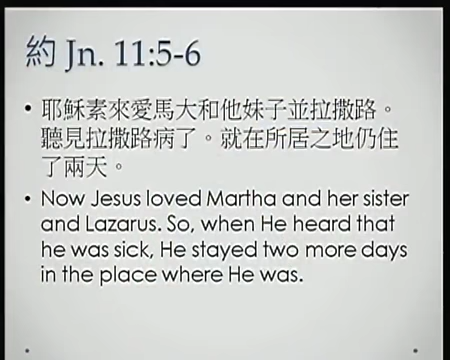 約 Jn. 11:5-6
• 耶穌素來愛馬大和他妹子並拉撒路。
聽見拉撒路病了。就在所居之地仍住
了兩天。
• Now Jesus loved Martha and her sister
and Lazarus. So, when He heard that
he was sick, He stayed two more days
in the place where He was.